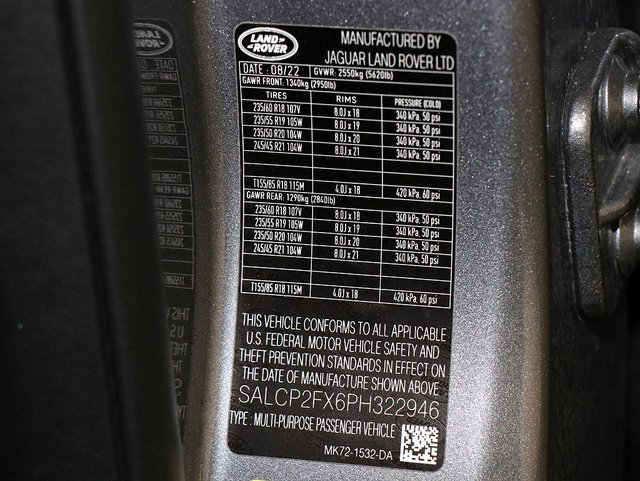 LAND
ROVER
MANUFACTURED BY
JAGUAR LAND ROVER LTD
DATE : 08/22 GVWR: 2550kg (5620lb)
GAWR FRONT: 1340kg (2950lb)
TIRES RIMS PRESSURE (COLD)
235/60 R18 107V 8.0J x 18 340 kPa, 50 psi
235/55 R19 105W 8.0J x 19 340 kPa, 50 psi
235/50 R20 104W 8.0J x 20 340 kPa, 50 psi
245/45 R21 104W 8.0J x 21 340 kPa, 50 psi
T155/85 R18 115M 4.0J x 18 420 kPa, 60 psi
GAWR REAR: 1290kg (2840lb)
235/60 R18 107V 8.0J x 18 340 kPa, 50 psi
235/55 R19 105W 8.0J x 19 340 kPa, 50 psi
235/50 R20 104W 8.0J x 20 340 kPa, 50 psi
245/45 R21 104W 8.0J x 21 340 kPa, 50 psi
T155/85 R18 115M 4.0J x 18 420 kPa, 60 psi
THIS VEHICLE CONFORMS TO ALL APPLICABLE
U.S. FEDERAL MOTOR VEHICLE SAFETY AND
THEFT PREVENTION STANDARDS IN EFFECT ON
THE DATE OF MANUFACTURE SHOWN ABOVE
SALCP2FX6PH322946
TYPE : MULTI-PURPOSE PASSENGER VEHICLE
MK72-1532-DA